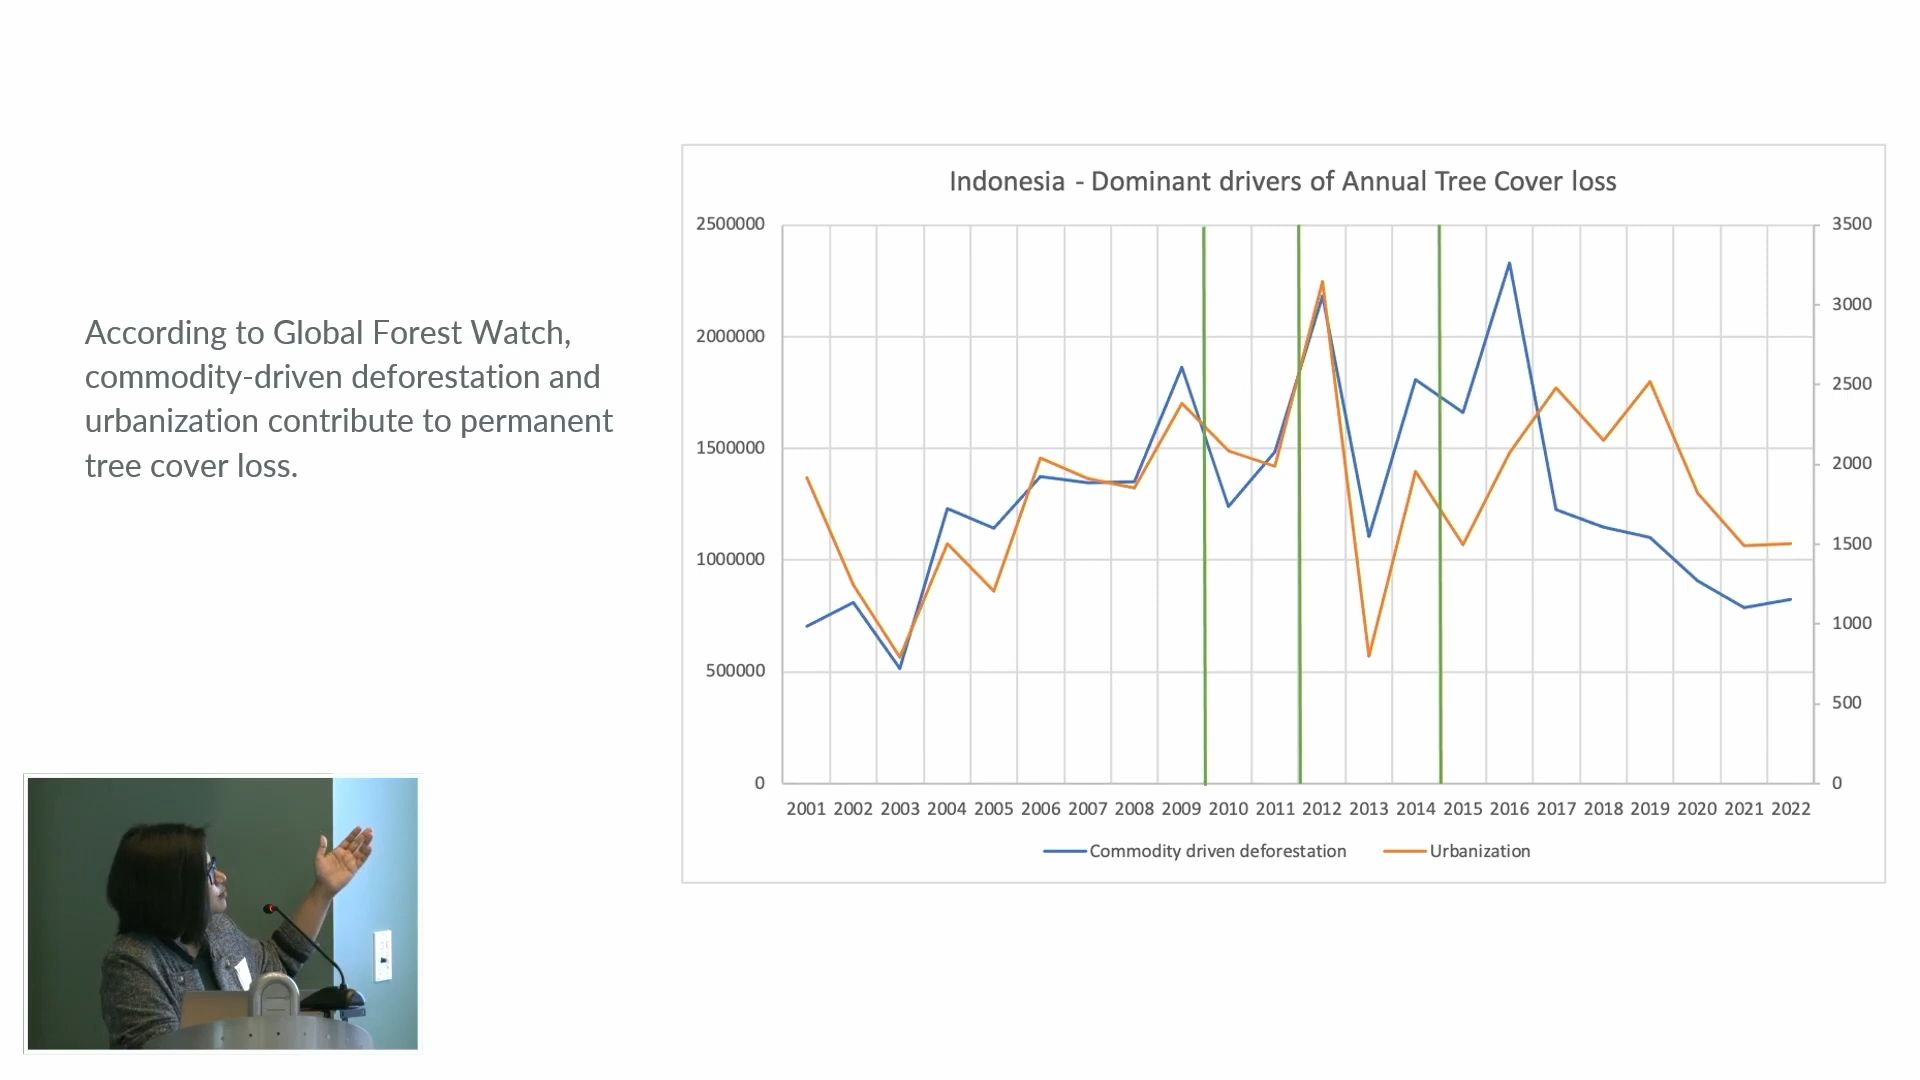 According to Global Forest Watch,
commodity-driven deforestation and
urbanization contribute to permanent
tree cover loss.
Indonesia - Dominant drivers of Annual Tree Cover loss
2500000
2000000
1500000
1000000
500000
0
3500
3000
2500
2000
1500
1000
500
0
2001 2002 2003 2004 2005 2006 2007 2008 2009 2010 2011 2012 2013 2014 2015 2016 2017 2018 2019 2020 2021 2022
Commodity driven deforestation Urbanization